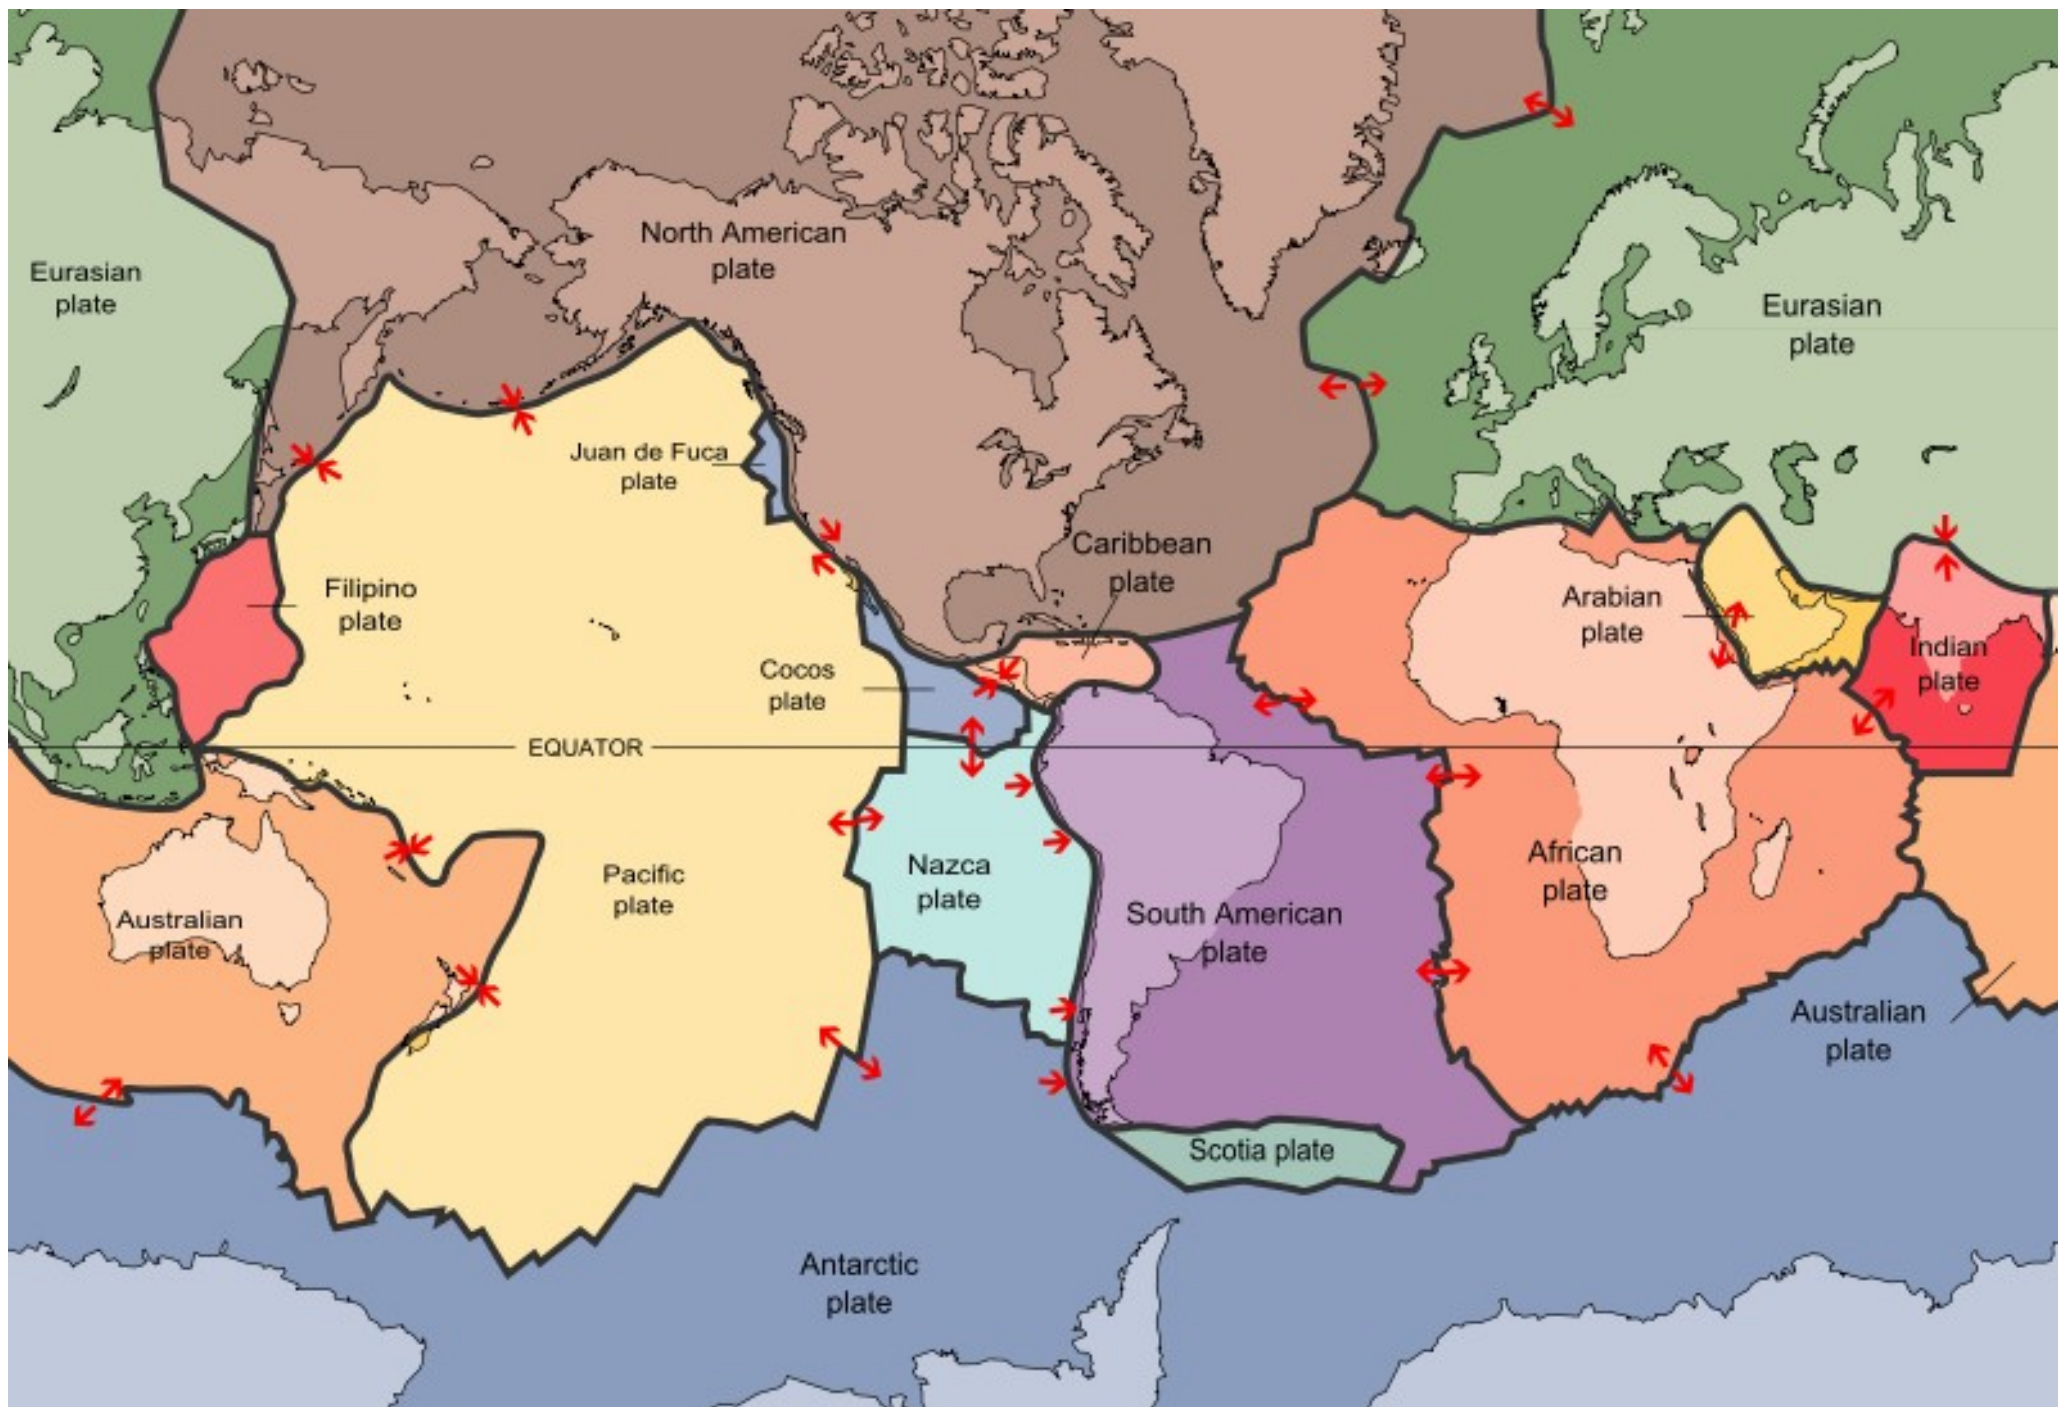 North American
plate
Eurasian
plate
Eurasian
plate
Juan de Fuca
plate
Caribbean
plate
Filipino
plate
Arabian
plate
Indian
plate
Cocos
plate
EQUATOR
Pacific
plate
Nazca
plate
African
plate
Australian
plate
South American
plate
Australian
plate
Scotia plate
Antarctic
plate